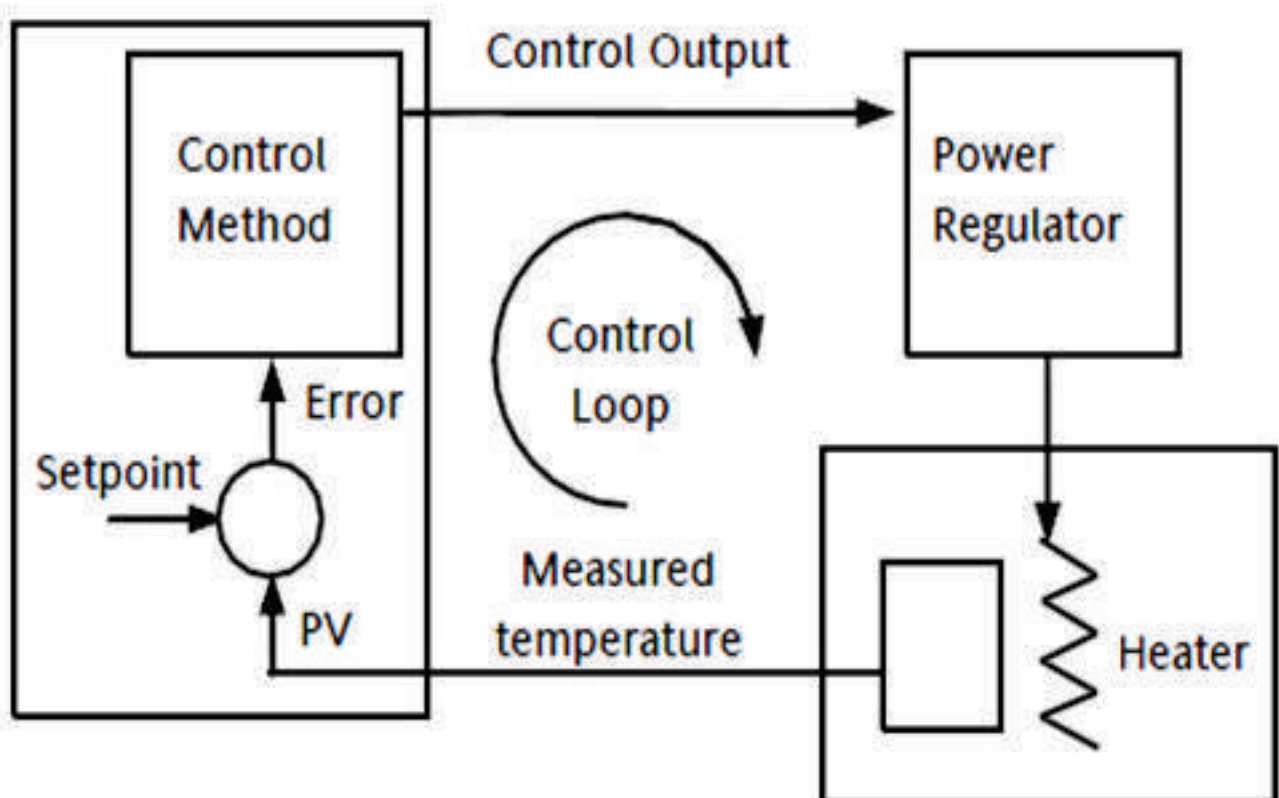 Control Output
Control
Method
Power
Regulator
Control
Loop
Error
Setpoint
Measured
temperature
PV
Heater